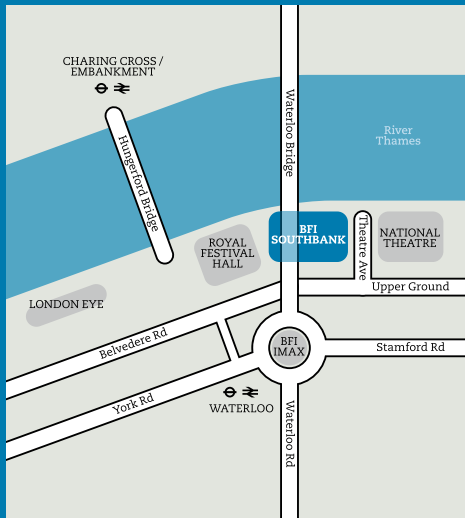 CHARING CROSS /
EMBANKMENT
Waterloo Bridge
River
Thames
Hungerford Bridge
ROYAL
FESTIVAL
HALL
BFI
SOUTHBANK
Theatre Ave
NATIONAL
THEATRE
LONDON EYE
Upper Ground
Belvedere Rd
BFI
IMAX
Stamford Rd
York Rd
WATERLOO
Waterloo Rd